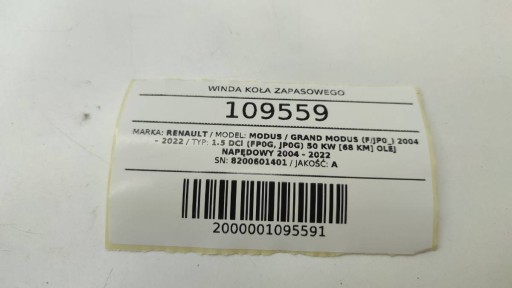 WINDA KOŁA ZAPASOWEGO
109559
MARKA: RENAULT / MODEL: MODUS / GRAND MODUS (F/JP0_) 2004
- 2022 / TYP: 1.5 DCI (FP0G, JP0G) 50 KW [68 KM] OLEJ
NAPĘDOWY 2004 - 2022
SN: 8200601401 / JAKOŚĆ: A
2000001095591